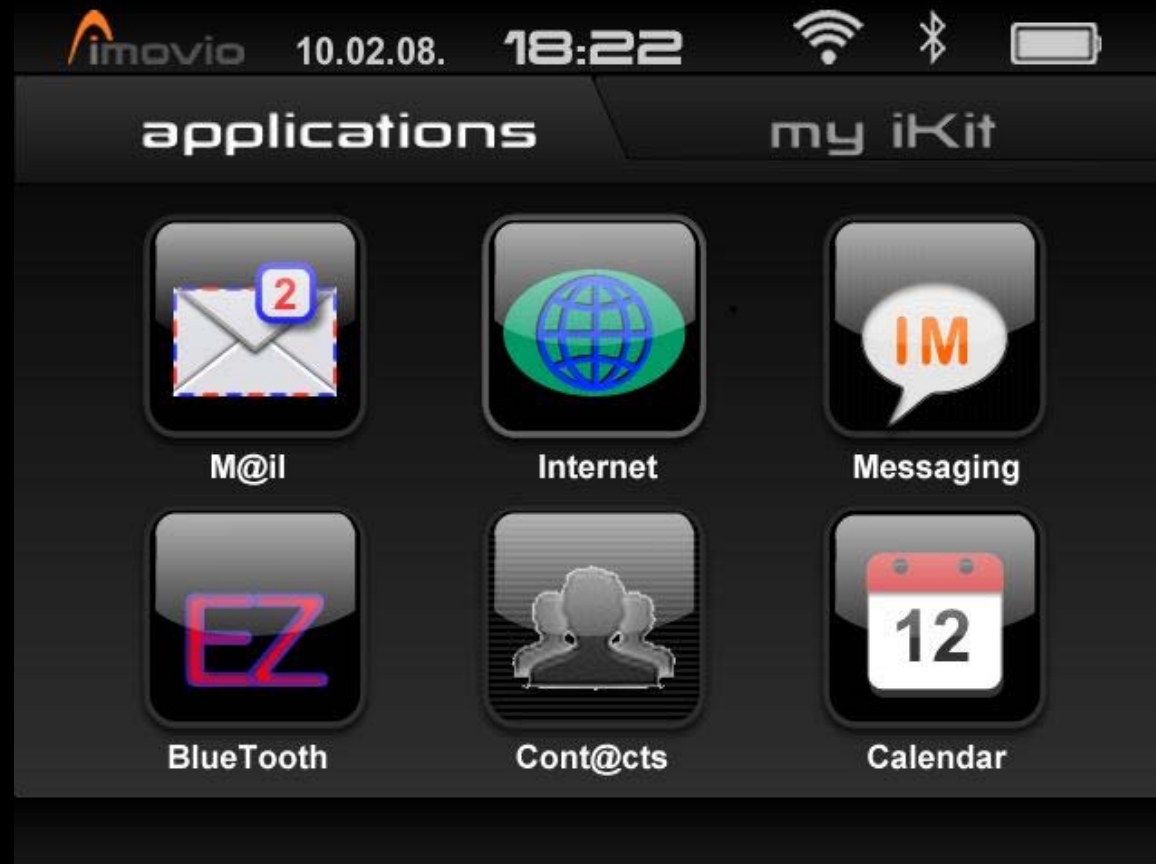 imovio 10.02.08. 18:22
applications my iKit
2 IM
M@il Internet Messaging
EZ 12
BlueTooth Cont@cts Calendar